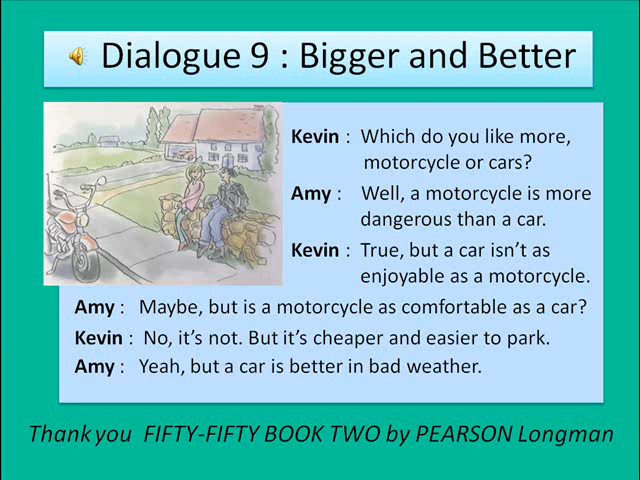 Dialogue 9 : Bigger and Better
Kevin : Which do you like more,
motorcycle or cars?
Amy : Well, a motorcycle is more
dangerous than a car.
Kevin : True, but a car isn’t as
enjoyable as a motorcycle.
Amy : Maybe, but is a motorcycle as comfortable as a car?
Kevin : No, it’s not. But it’s cheaper and easier to park.
Amy : Yeah, but a car is better in bad weather.
Thank you FIFTY-FIFTY BOOK TWO by PEARSON Longman